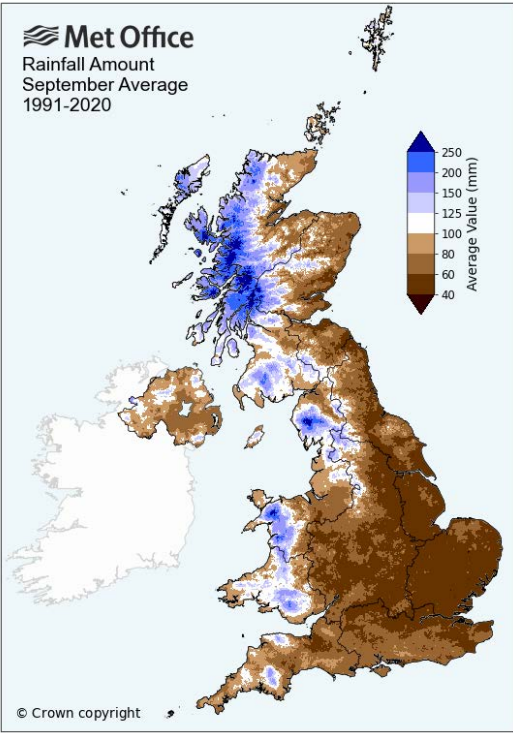 Met Office
Rainfall Amount
September Average
1991-2020
250
200
150
125
100
80
60
40
Average Value (mm)
© Crown copyright